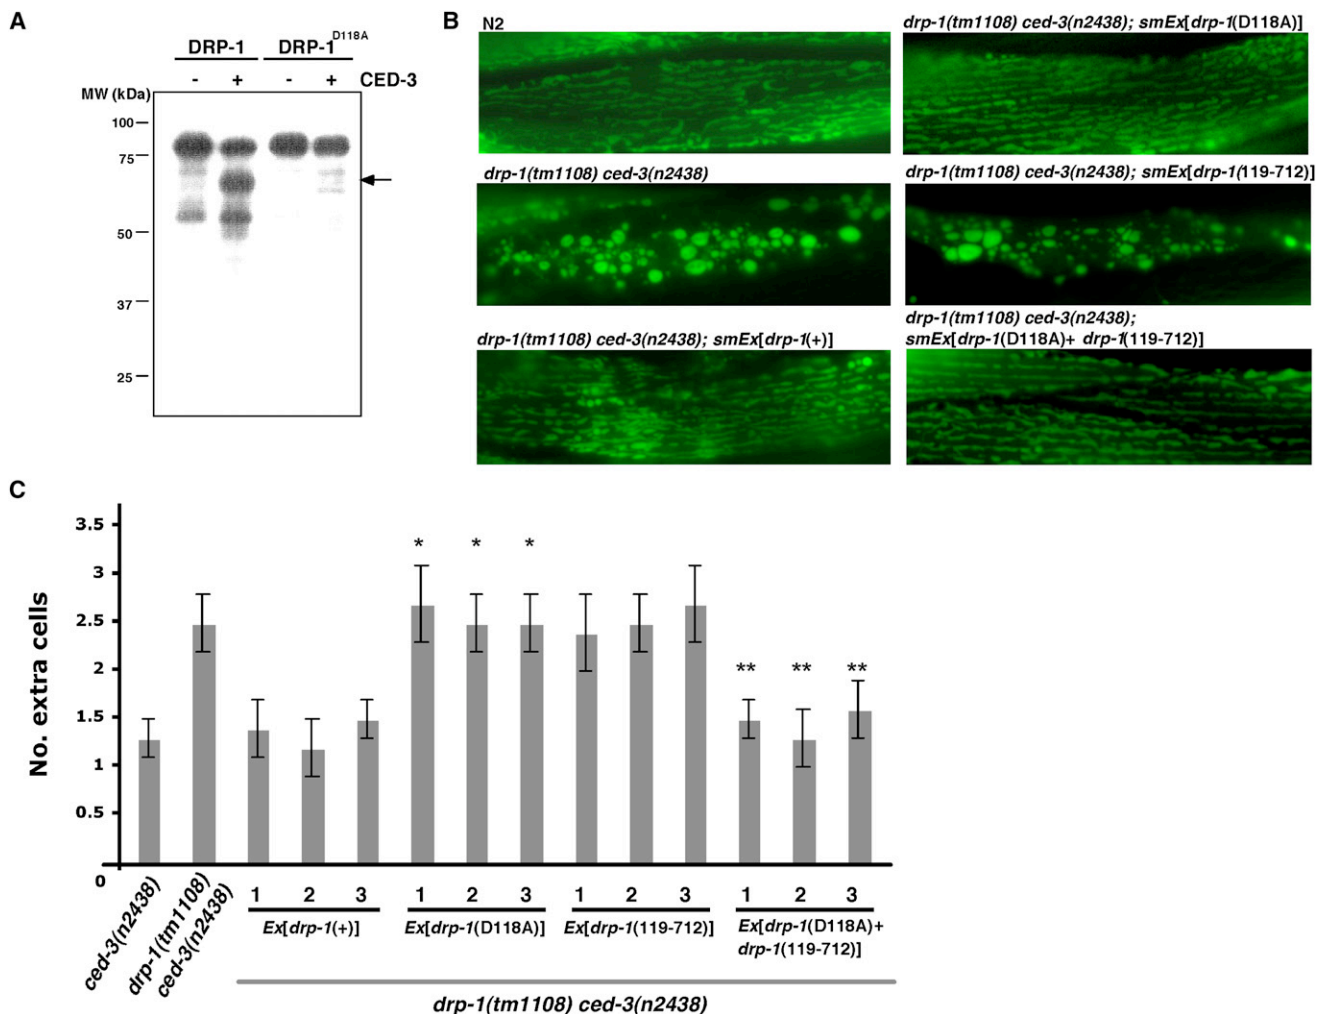 A
DRP-1 DRP-1D118A
- + - + CED-3
MW (kDa)
100
75
50
37
25
B
N2
drp-1(tm1108) ced-3(n2438); smEx[drp-1(D118A)]
drp-1(tm1108) ced-3(n2438)
drp-1(tm1108) ced-3(n2438); smEx[drp-1(119-712)]
drp-1(tm1108) ced-3(n2438); smEx[drp-1(+)]
drp-1(tm1108) ced-3(n2438);
smEx[drp-1(D118A)+ drp-1(119-712)]
C
No. extra cells
3.5
3
2.5
2
1.5
1
0.5
0
* * *
** ** **
ced-3(n2438)
drp-1(tm1108)
ced-3(n2438)
1 2 3 1 2 3 1 2 3 1 2 3
Ex[drp-1(+)] Ex[drp-1(D118A)] Ex[drp-1(119-712)] Ex[drp-1(D118A)+
drp-1(119-712)]
drp-1(tm1108) ced-3(n2438)